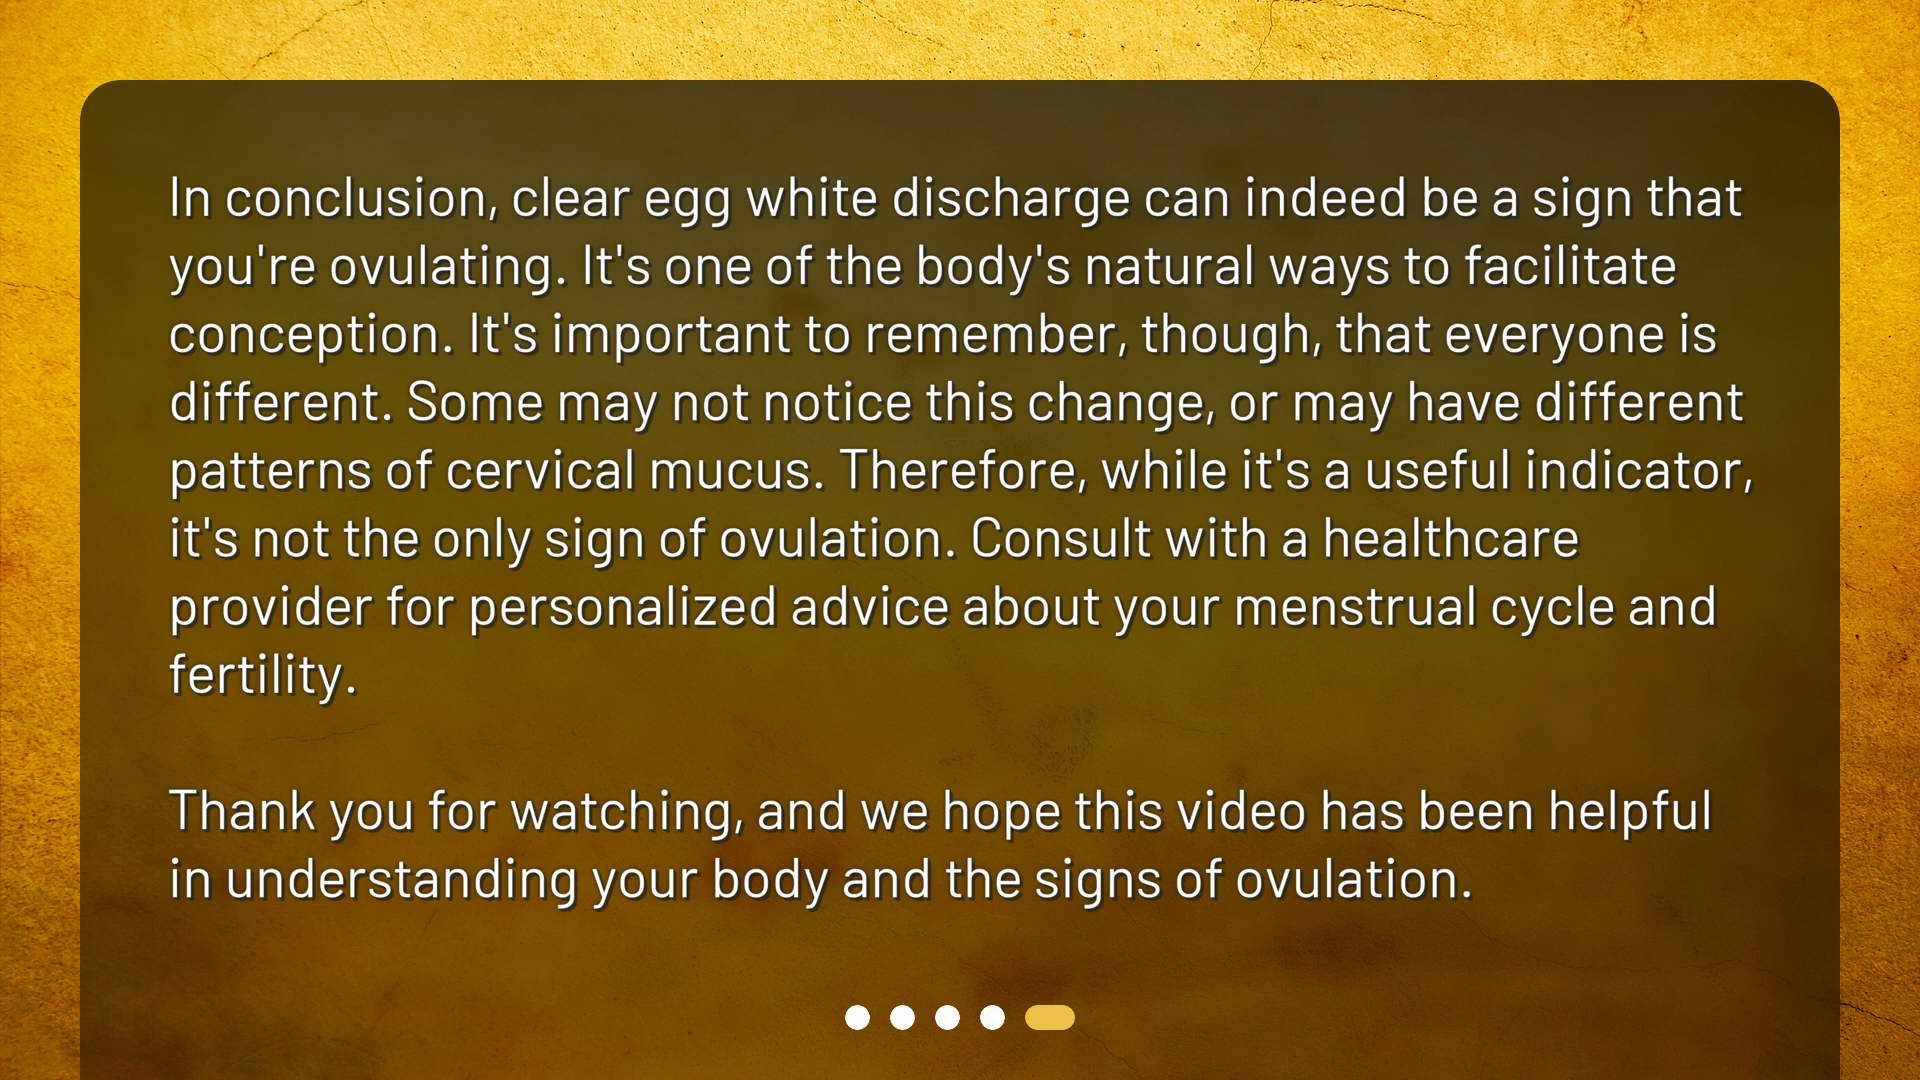 In conclusion, clear egg white discharge can indeed be a sign that
you're ovulating. It's one of the body's natural ways to facilitate
conception. It's important to remember, though, that everyone is
different. Some may not notice this change, or may have different
patterns of cervical mucus. Therefore, while it's a useful indicator,
it's not the only sign of ovulation. Consult with a healthcare
provider for personalized advice about your menstrual cycle and
fertility.
Thank you for watching, and we hope this video has been helpful
in understanding your body and the signs of ovulation.